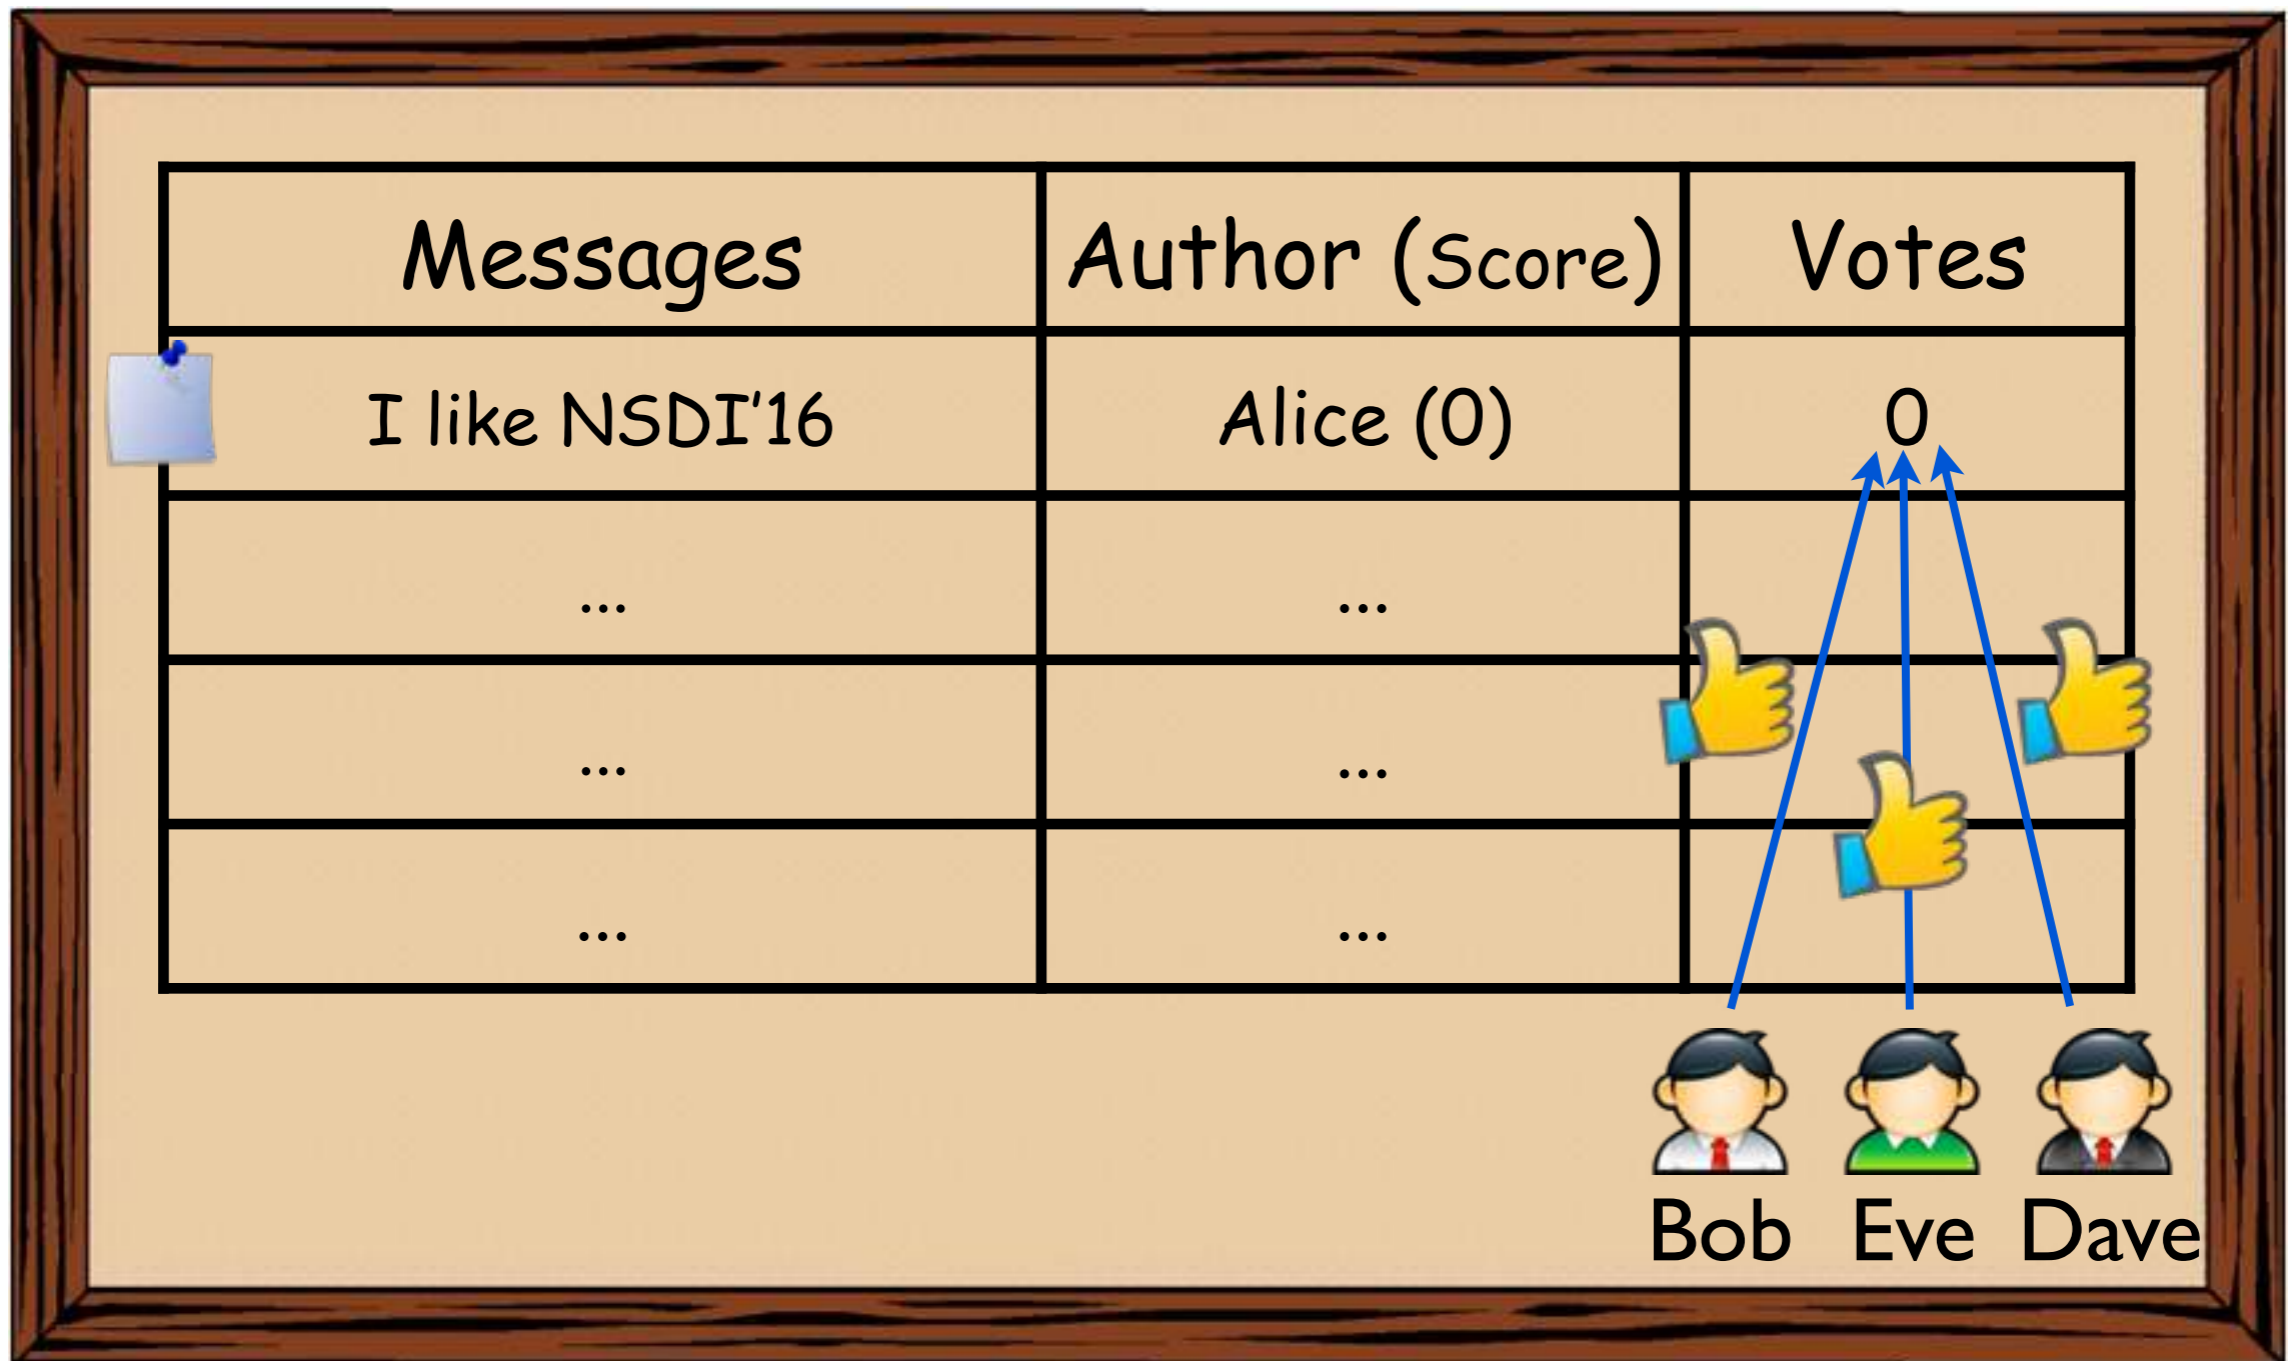 Messages Author (Score) Votes
I like NSDI'16 Alice (0) 0
... ...
... ...
... ...
Bob Eve Dave